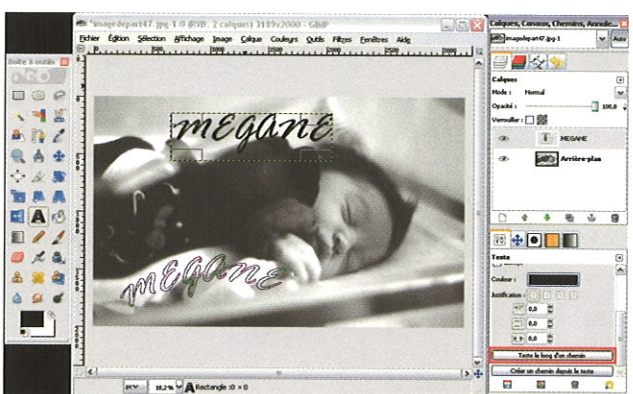 *imagedepart47.jpg-1.0 (RVB, 2 calques) 3189x2000 – GIMP
Fichier Édition Sélection Affichage Image Calque Couleurs Outils Filtres Fenêtres Aide
Boîte à outils
MEGANE
MEGANE
18,2%
Rectangle :0 × 0
Calques, Canaux, Chemins, Annule...
imagedepart47.jpg-1
Auto
Calques
Mode : Normal
Opacité : 100,0
Verrouiller :
MEGANE
Arrière-plan
Texte
Couleur :
Justification :
0,0
0,0
0,0
Texte le long d'un chemin
Créer un chemin depuis le texte